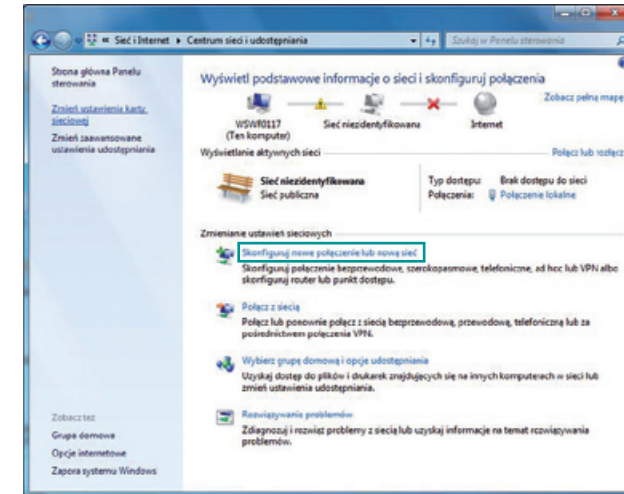 Sieć i Internet ▸ Centrum sieci i udostępniania
Szukaj w Panelu sterowania
Strona główna Panelu
sterowania
Zmień ustawienia karty
sieciowej
Zmień zaawansowane
ustawienia udostępniania
Wyświetl podstawowe informacje o sieci i skonfiguruj połączenia
Zobacz pełną mapę
WSWR0117
(Ten komputer)
Sieć niezidentyfikowana
Internet
Wyświetlanie aktywnych sieci
Połącz lub rozłącz
Sieć niezidentyfikowana
Sieć publiczna
Typ dostępu: Brak dostępu do sieci
Połączenia: Połączenie lokalne
Zmienianie ustawień sieciowych
Skonfiguruj nowe połączenie lub nową sieć
Skonfiguruj połączenie bezprzewodowe, szerokopasmowe, telefoniczne, ad hoc lub VPN albo
skonfiguruj router lub punkt dostępu.
Połącz z siecią
Połącz lub ponownie połącz z siecią bezprzewodową, przewodową, telefoniczną lub za
pośrednictwem połączenia VPN.
Wybierz grupę domową i opcje udostępniania
Uzyskaj dostęp do plików i drukarek znajdujących się na innych komputerach w sieci lub
zmień ustawienia udostępniania.
Rozwiązywanie problemów
Zdiagnozuj i rozwiąż problemy z siecią lub uzyskaj informacje na temat rozwiązywania
problemów.
Zobacz też
Grupa domowa
Opcje internetowe
Zapora systemu Windows